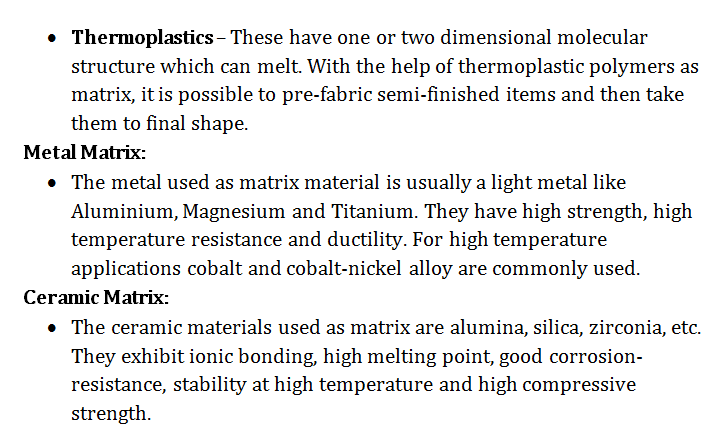 • Thermoplastics – These have one or two dimensional molecular
structure which can melt. With the help of thermoplastic polymers as
matrix, it is possible to pre-fabric semi-finished items and then take
them to final shape.
Metal Matrix:
• The metal used as matrix material is usually a light metal like
Aluminium, Magnesium and Titanium. They have high strength, high
temperature resistance and ductility. For high temperature
applications cobalt and cobalt-nickel alloy are commonly used.
Ceramic Matrix:
• The ceramic materials used as matrix are alumina, silica, zirconia, etc.
They exhibit ionic bonding, high melting point, good corrosion-
resistance, stability at high temperature and high compressive
strength.